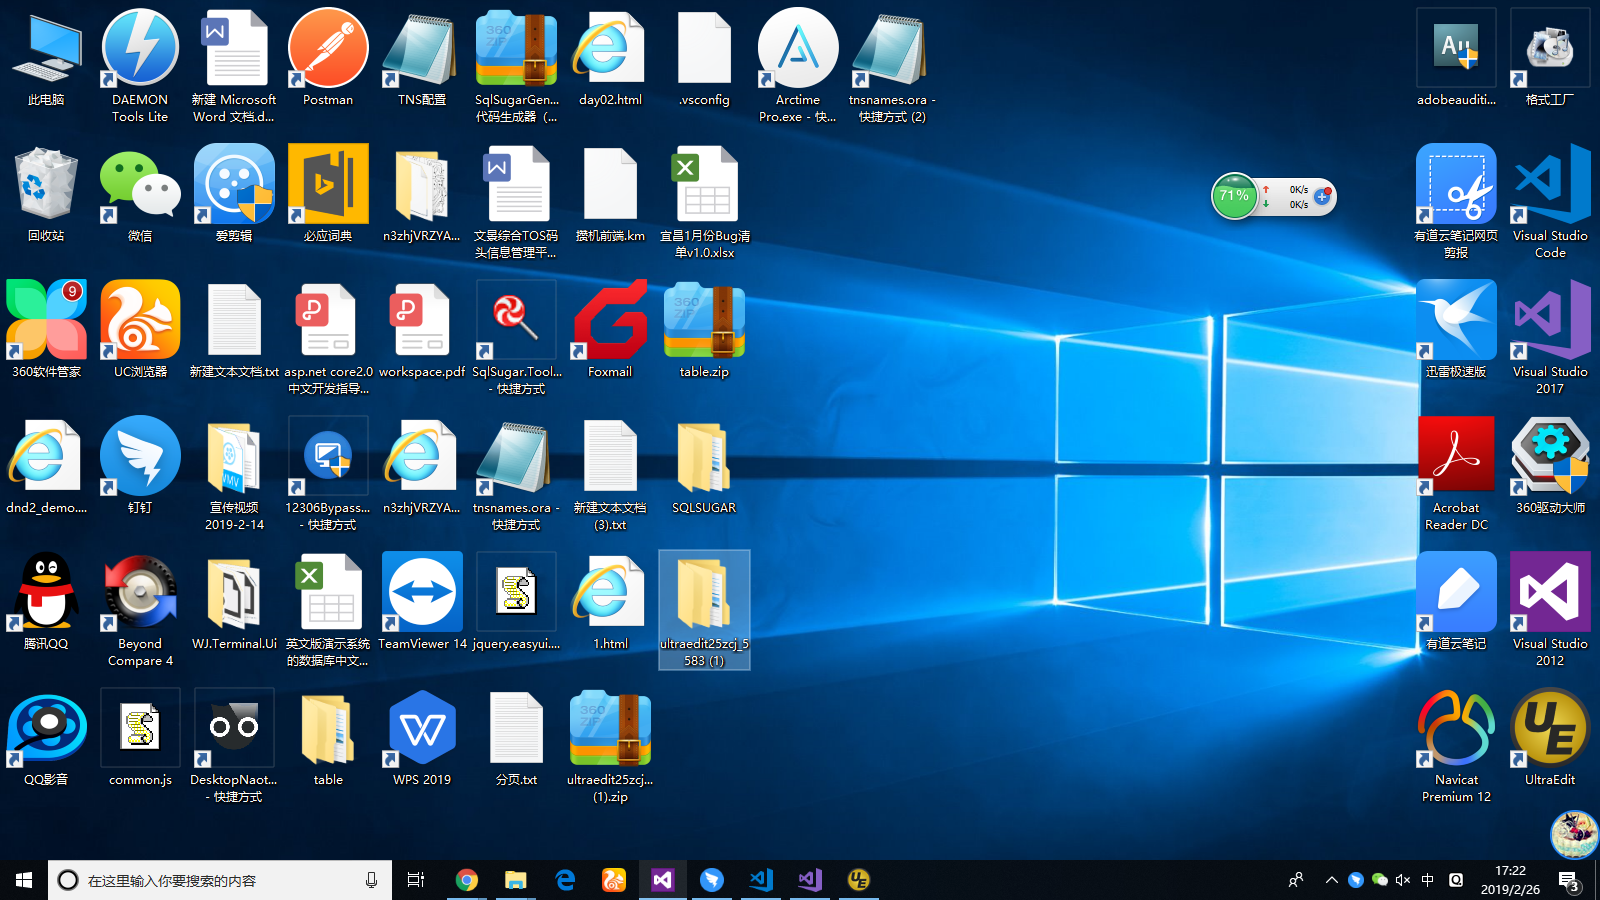 此电脑
DAEMON
Tools Lite
新建 Microsoft
Word 文档.d...
Postman
TNS配置
360
ZIP
SqlSugarGen...
代码生成器（...
day02.html
.vsconfig
Arctime
Pro.exe - 快...
tnsnames.ora -
快捷方式 (2)
Au
adobeauditi...
格式工厂
回收站
微信
爱剪辑
必应词典
n3zhjVRZYA...
文景综合TOS码
头信息管理平...
攒机前端.km
宜昌1月份Bug清
单v1.0.xlsx
71%
0K/s
0K/s
有道云笔记网页
剪报
Visual Studio
Code
9
360软件管家
UC浏览器
新建文本文档.txt
asp.net core2.0
中文开发指导...
workspace.pdf
SqlSugar.Tool...
- 快捷方式
Foxmail
360
ZIP
table.zip
迅雷极速版
Visual Studio
2017
dnd2_demo....
钉钉
WMV
宣传视频
2019-2-14
12306Bypass...
- 快捷方式
n3zhjVRZYA...
tnsnames.ora -
快捷方式
新建文本文档
(3).txt
SQLSUGAR
Acrobat
Reader DC
360驱动大师
腾讯QQ
Beyond
Compare 4
WJ.Terminal.Ui
英文版演示系统
的数据库中文...
TeamViewer 14
jquery.easyui....
1.html
ultraedit25zcj_5
583 (1)
有道云笔记
Visual Studio
2012
QQ影音
common.js
DesktopNaot...
- 快捷方式
table
WPS 2019
分页.txt
360
ZIP
ultraedit25zcj...
(1).zip
Navicat
Premium 12
UE
UltraEdit
在这里输入你要搜索的内容
UE
中
17:22
2019/2/26
3